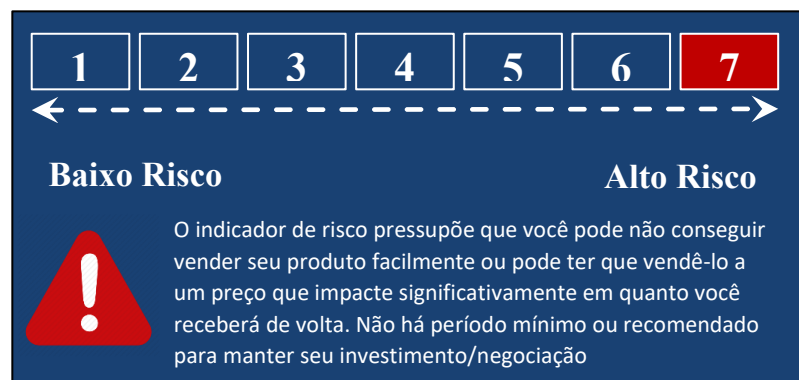 1 2 3 4 5 6 7
Baixo Risco Alto Risco
O indicador de risco pressupõe que você pode não conseguir
vender seu produto facilmente ou pode ter que vendê-lo a
um preço que impacte significativamente em quanto você
receberá de volta. Não há período mínimo ou recomendado
para manter seu investimento/negociação